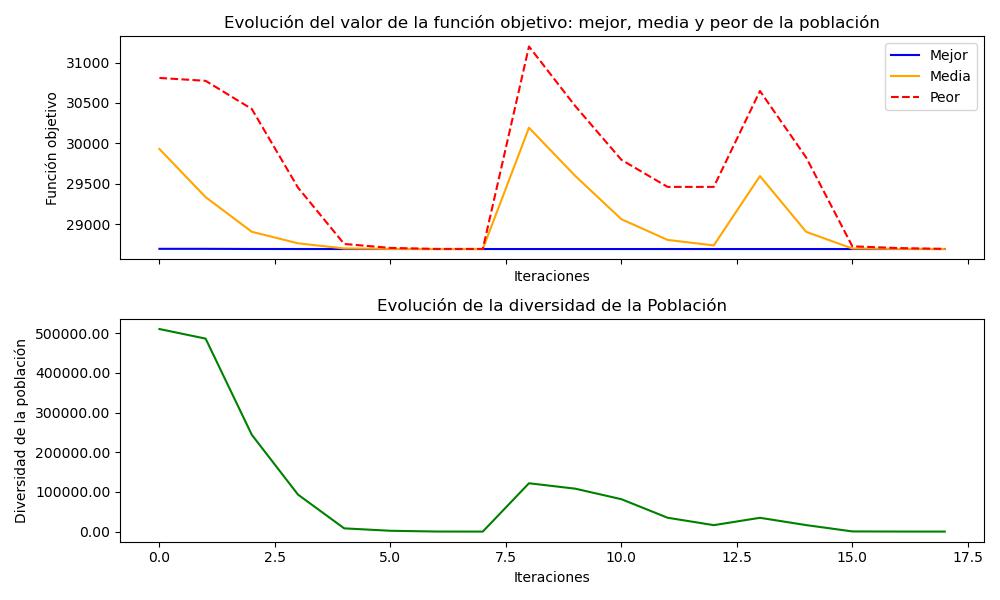 Evolución del valor de la función objetivo: mejor, media y peor de la población
Función objetivo
31000
30500
30000
29500
29000
Mejor
Media
Peor
Iteraciones
Evolución de la diversidad de la Población
Diversidad de la población
500000.00
400000.00
300000.00
200000.00
100000.00
0.00
0.0 2.5 5.0 7.5 10.0 12.5 15.0 17.5
Iteraciones